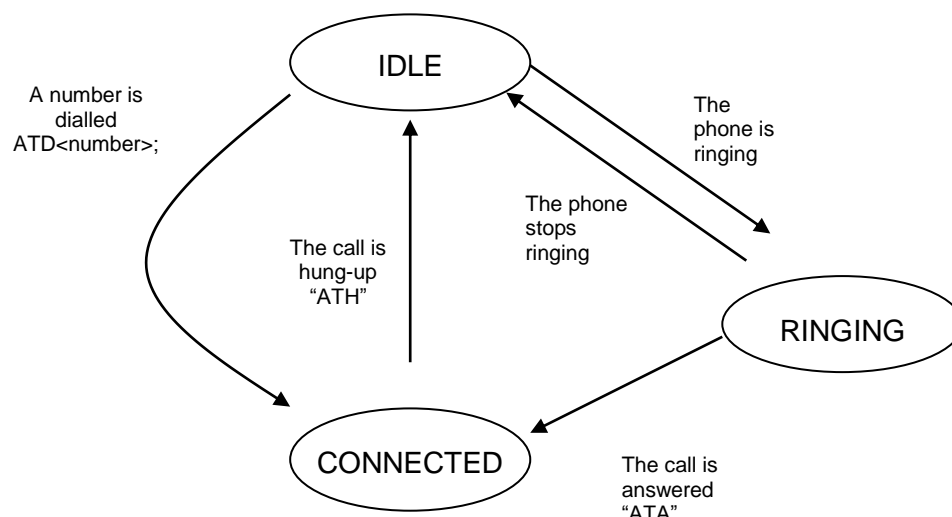 IDLE
A number is
dialled
ATD<number>;
The
phone is
ringing
The phone
stops
ringing
The call is
hung-up
“ATH”
RINGING
CONNECTED
The call is
answered
“ATA”